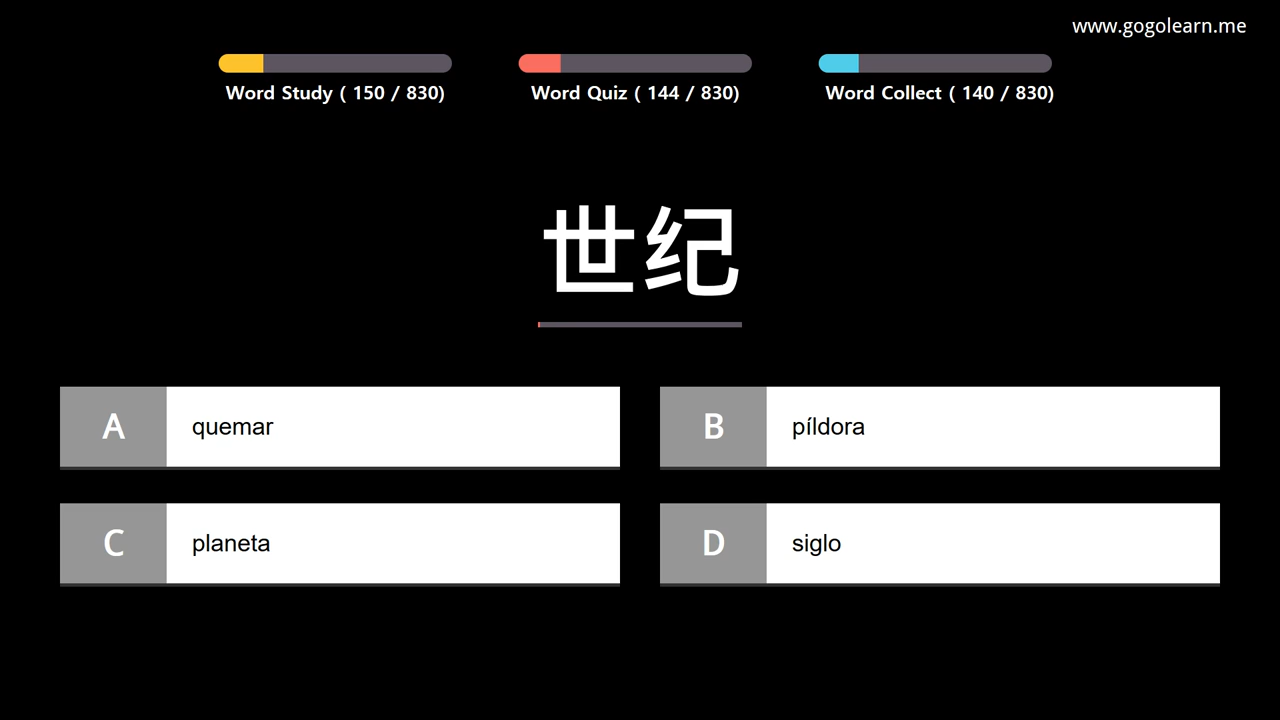 www.gogolearn.me
Word Study ( 150 / 830)
Word Quiz ( 144 / 830)
Word Collect ( 140 / 830)
世纪
A quemar
B píldora
C planeta
D siglo